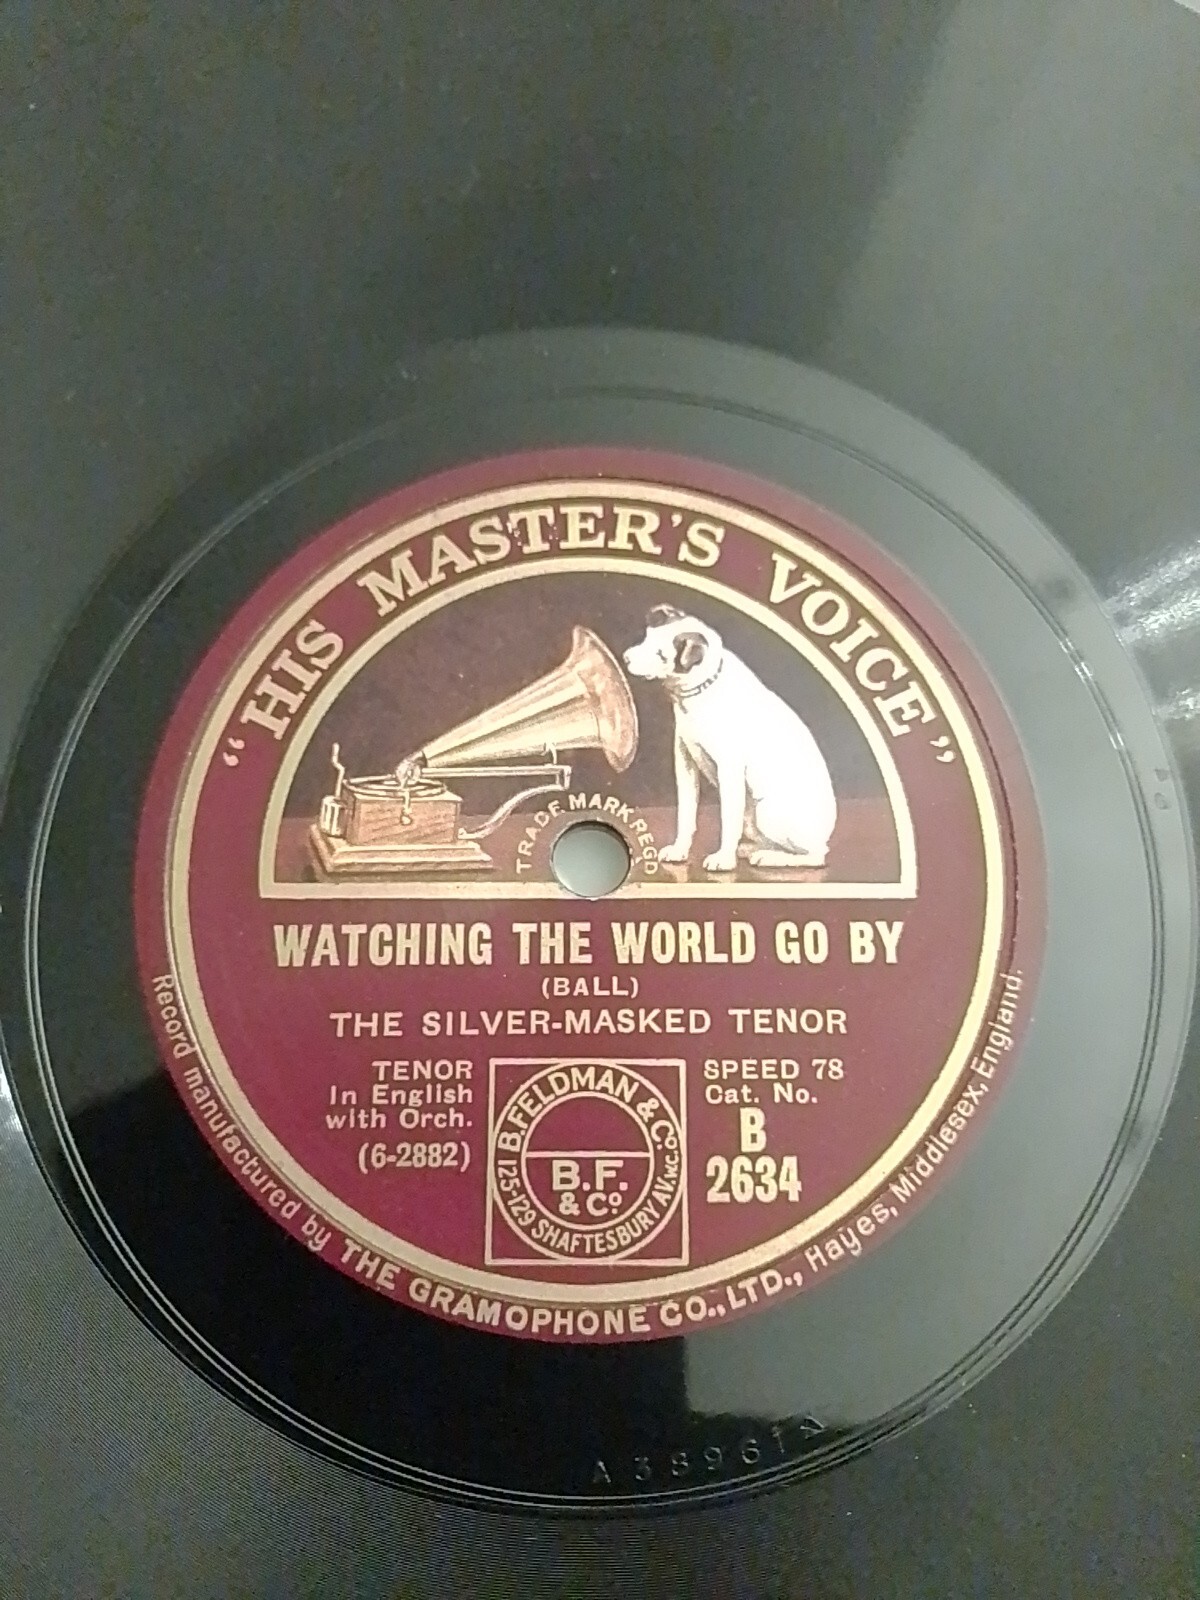 "HIS MASTER'S VOICE"
TRADE MARK REGD
WATCHING THE WORLD GO BY
(BALL)
THE SILVER-MASKED TENOR
TENOR
In English
with Orch.
(6-2882)
B. FELDMAN & Co.
125-129 SHAFTESBURY AV. W.C.
B.F.
& Co.
SPEED 78
Cat. No.
B
2634
Record manufactured by THE GRAMOPHONE CO., LTD., Hayes, Middlesex, England.